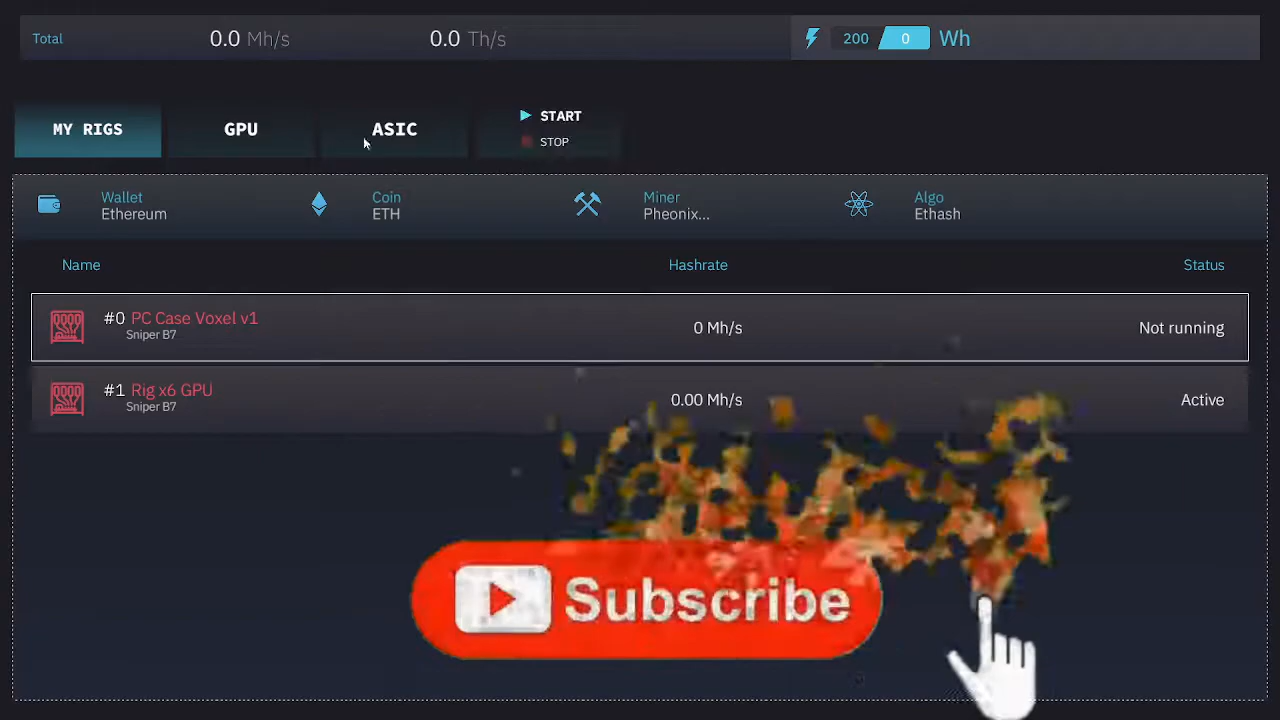 Total 0.0 Mh/s 0.0 Th/s 200 0 Wh
MY RIGS GPU ASIC START
STOP
Wallet Coin Miner Algo
Ethereum ETH Pheonix... Ethash
Name Hashrate Status
#0 PC Case Voxel v1 0 Mh/s Not running
Sniper B7
#1 Rig x6 GPU 0.00 Mh/s Active
Sniper B7
Subscribe